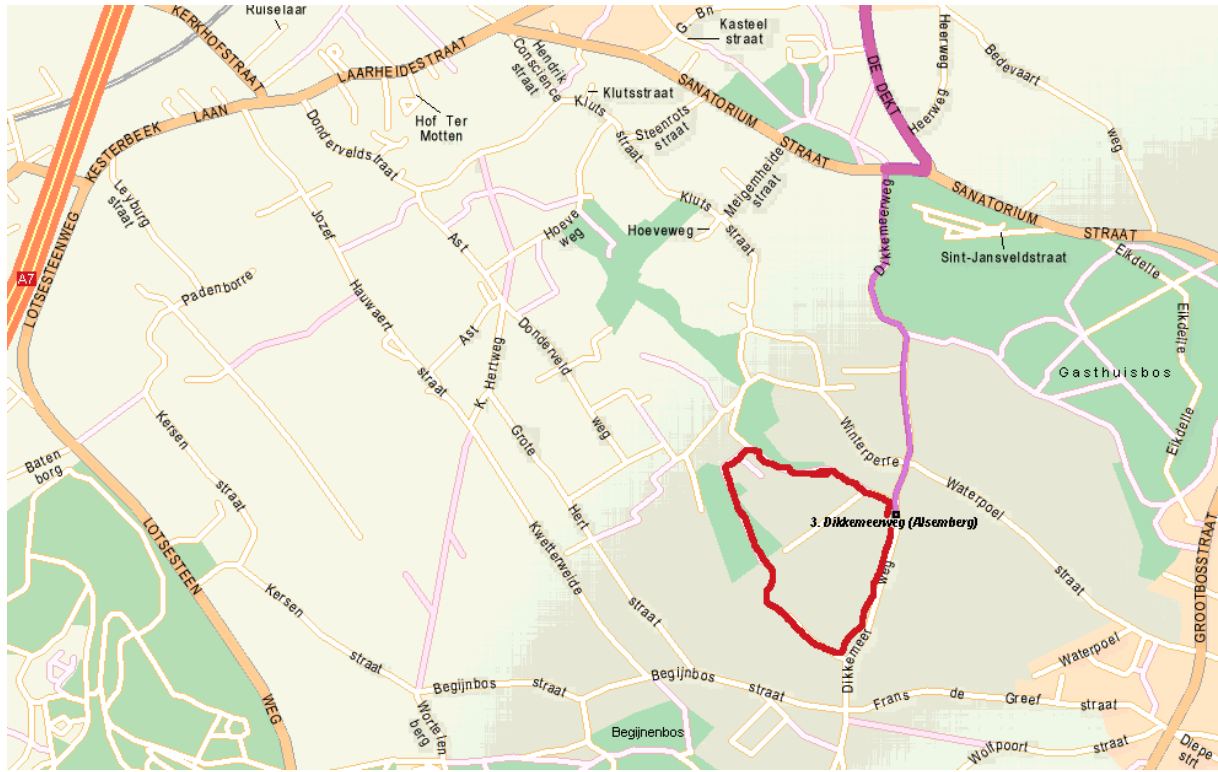 Ruiselaar
KERKHOFSTRAAT
LAARHEIDESTRAAT
Hendrik
Conscience
straat
G. Bn
Kasteel
straat
DE DEKT
Heerweg
Heerweg
Bedevaart
weg
Klutsstraat
Kluts
straat
Steenrots
straat
SANATORIUM
STRAAT
Hof Ter
Motten
KESTERBEEK
LAAN
Donderveldstraat
Meigemheide
straat
Kluts
straat
Hoeveweg
Dikkemeerweg
SANATORIUM
STRAAT
Sint-Jansveldstraat
Eikdelle
Eikdelle
Eikdelle
Leyburg
straat
Jozef
Hauwaert
straat
Ast
Hoeve
weg
A7
LOTSESTEENWEG
Padenborre
Ast
Donderveld
weg
K. Hertweg
Gasthuisbos
Kersen
straat
Grote
Hert
straat
Winterperre
Waterpoel
straat
Baten
borg
LOTSESTEEN
WEG
Kwetterweide
3. Dikkemeerweg (Alsemberg)
Dikkemeer
weg
GROOTBOSSTRAAT
Kersen
straat
Waterpoel
Begijnbos
straat
Begijnbos
straat
Frans
de
Greef
straat
Wortelen
berg
Begijnenbos
Wolfpoort
straat
Diepe
strt